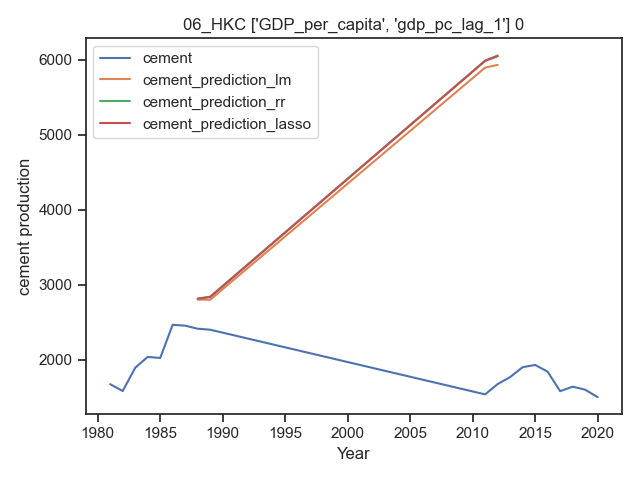 06_HKC ['GDP_per_capita', 'gdp_pc_lag_1'] 0
cement
cement_prediction_lm
cement_prediction_rr
cement_prediction_lasso
cement production
6000
5000
4000
3000
2000
1980 1985 1990 1995 2000 2005 2010 2015 2020
Year